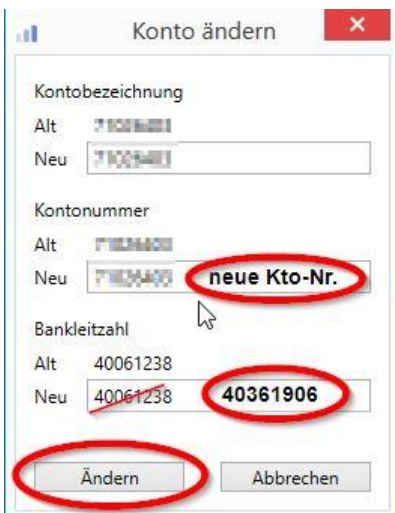 Konto ändern
Kontobezeichnung
Alt
Neu
Kontonummer
Alt
Neu neue Kto-Nr.
Bankleitzahl
Alt 40061238
Neu 40061238 40361906
Ändern Abbrechen